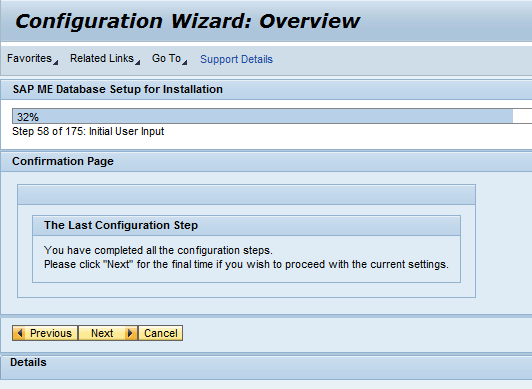 Configuration Wizard: Overview
Favorites Related Links Go To Support Details
SAP ME Database Setup for Installation
32%
Step 58 of 175: Initial User Input
Confirmation Page
The Last Configuration Step
You have completed all the configuration steps.
Please click "Next" for the final time if you wish to proceed with the current settings.
Previous Next Cancel
Details